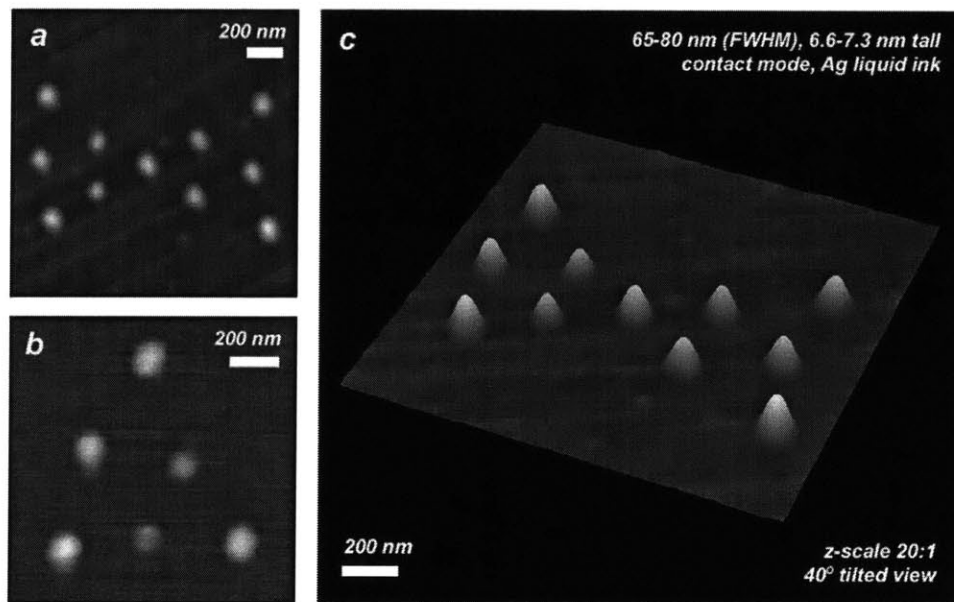 a
200 nm
b
200 nm
c
65-80 nm (FWHM), 6.6-7.3 nm tall
contact mode, Ag liquid ink
200 nm
z-scale 20:1
40° tilted view